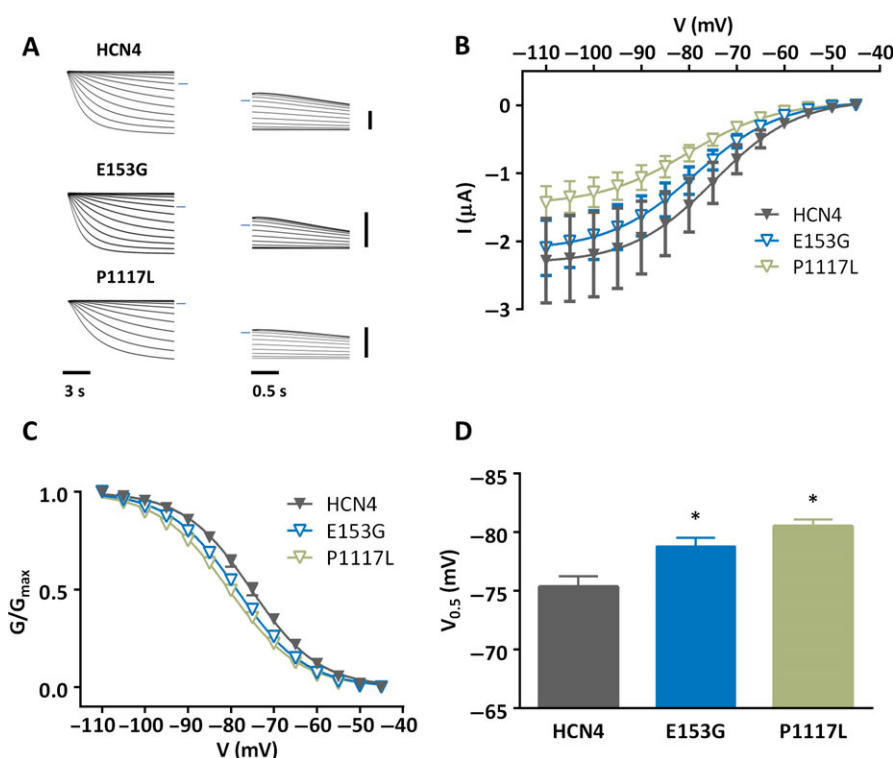 A
HCN4
E153G
P1117L
3 s
0.5 s
B
V (mV)
−110 −100 −90 −80 −70 −60 −50 −40
0
−1
−2
−3
I (μA)
HCN4
E153G
P1117L
C
1.0
0.5
0.0
G/Gmax
HCN4
E153G
P1117L
−110 −100 −90 −80 −70 −60 −50 −40
V (mV)
D
−85
−80
−75
−70
−65
V0.5 (mV)
* *
HCN4 E153G P1117L